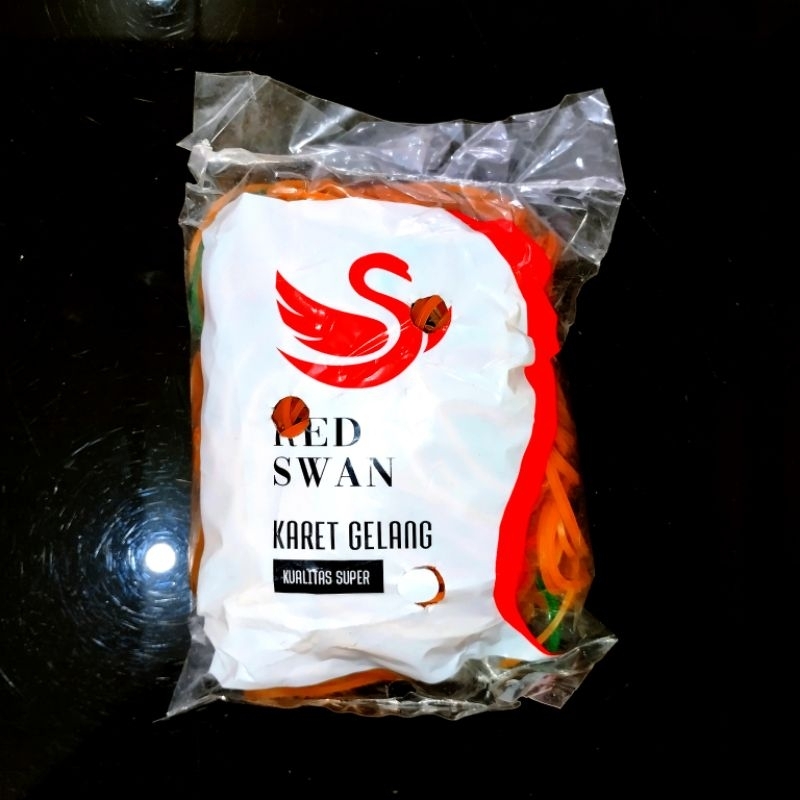 RED
SWAN
KARET GELANG
KUALITAS SUPER